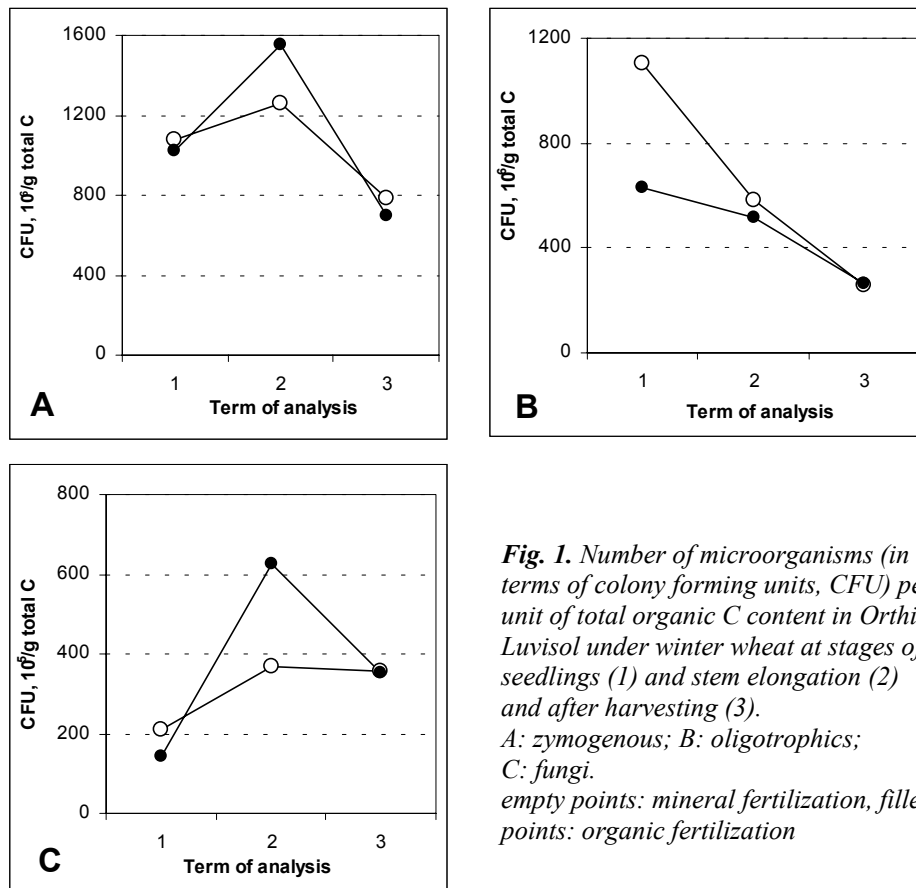 1600
1200
800
400
0
CFU, 10⁶/g total C
1 2 3
Term of analysis
A
1200
800
400
0
CFU, 10⁶/g total C
1 2 3
Term of analysis
B
800
600
400
200
0
CFU, 10⁶/g total C
1 2 3
Term of analysis
C
Fig. 1. Number of microorganisms (in
terms of colony forming units, CFU) pe
unit of total organic C content in Orthi
Luvisol under winter wheat at stages of
seedlings (1) and stem elongation (2)
and after harvesting (3).
A: zymogenous; B: oligotrophics;
C: fungi.
empty points: mineral fertilization, fille
points: organic fertilization